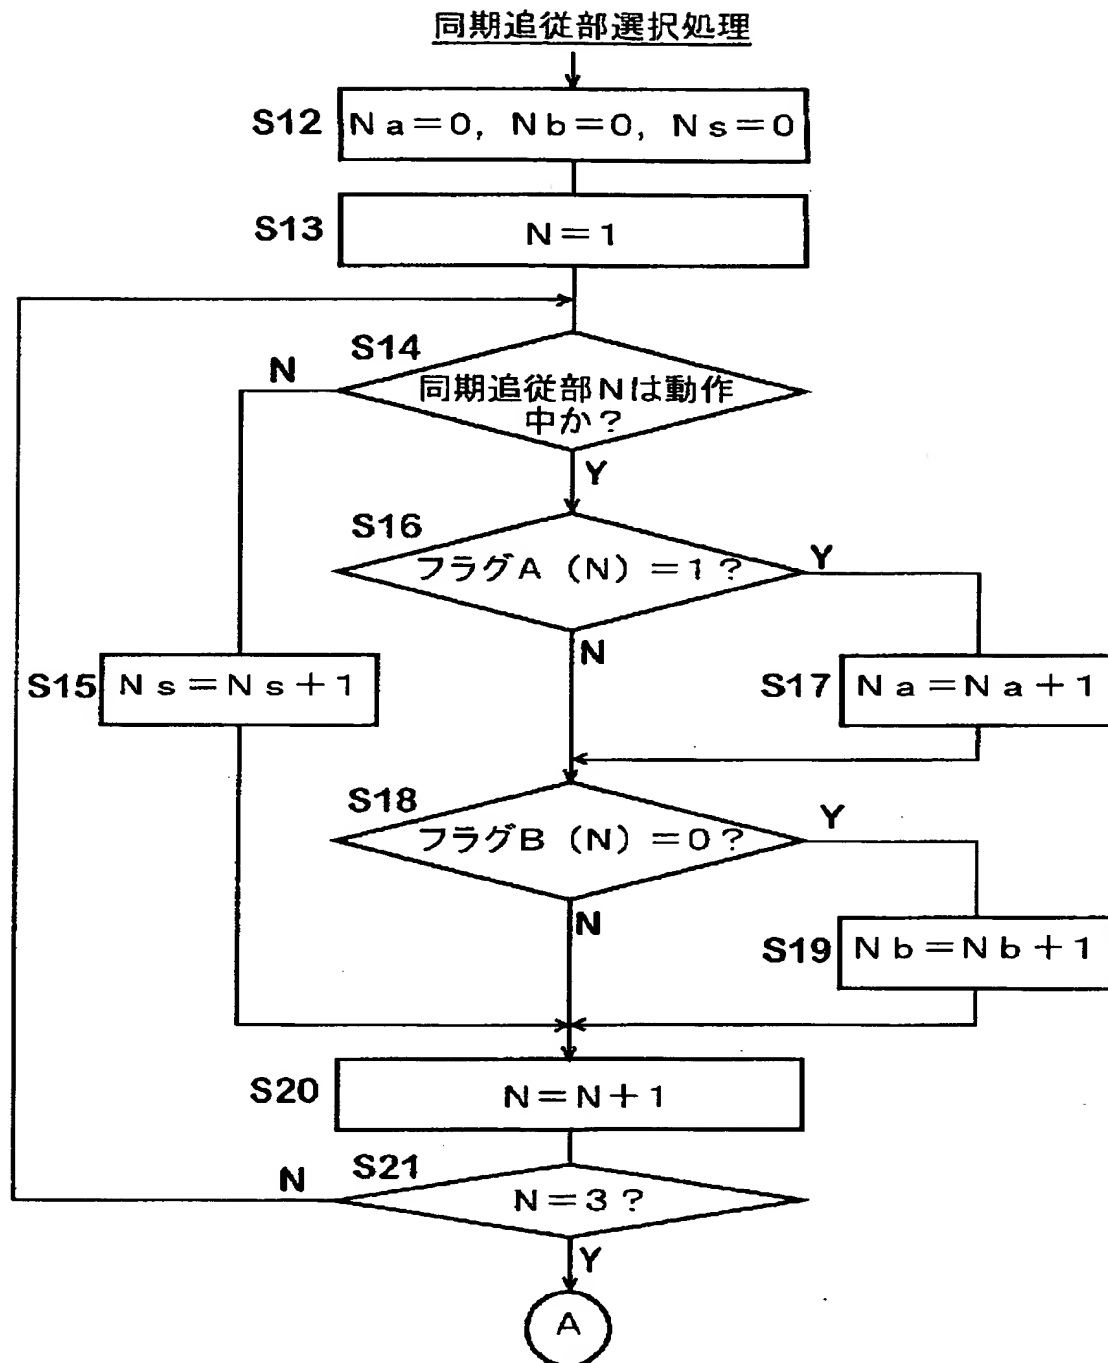 同期追従部選択処理
S12
Na=0, Nb=0, Ns=0
S13
N=1
S14
N
同期追従部Nは動作
中か?
Y
S16
フラグA (N) =1?
Y
N
S15
Ns=Ns+1
S17
Na=Na+1
S18
フラグB (N) =0?
Y
N
S19
Nb=Nb+1
S20
N=N+1
S21
N
N=3?
Y
A